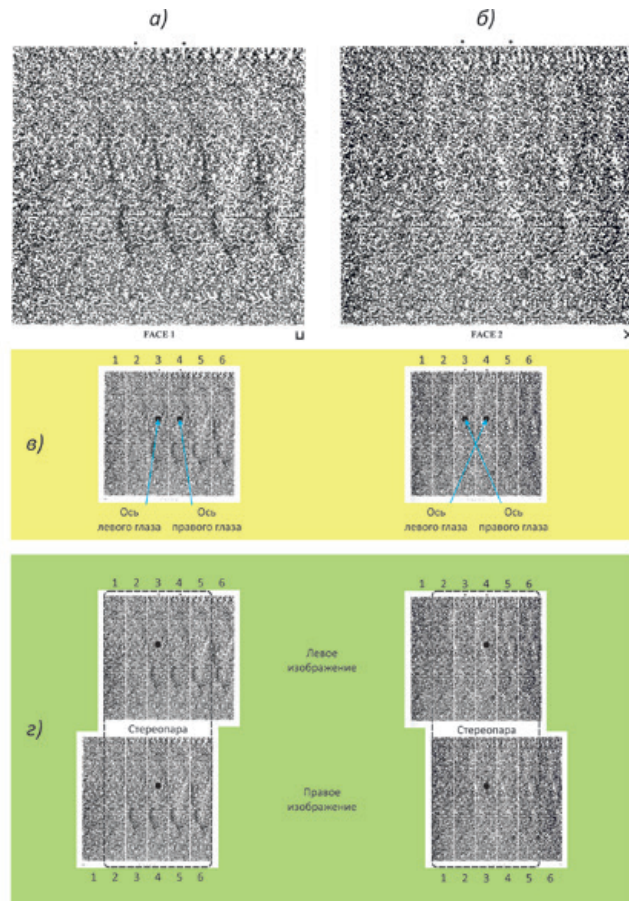 а)
б)
FACE 1
FACE 2
1 2 3 4 5 6
1 2 3 4 5 6
в)
Ось левого глаза
Ось правого глаза
Ось левого глаза
Ось правого глаза
1 2 3 4 5 6
1 2 3 4 5 6
Левое
изображение
г)
Стереопара
Стереопара
Правое
изображение
1 2 3 4 5 6
1 2 3 4 5 6